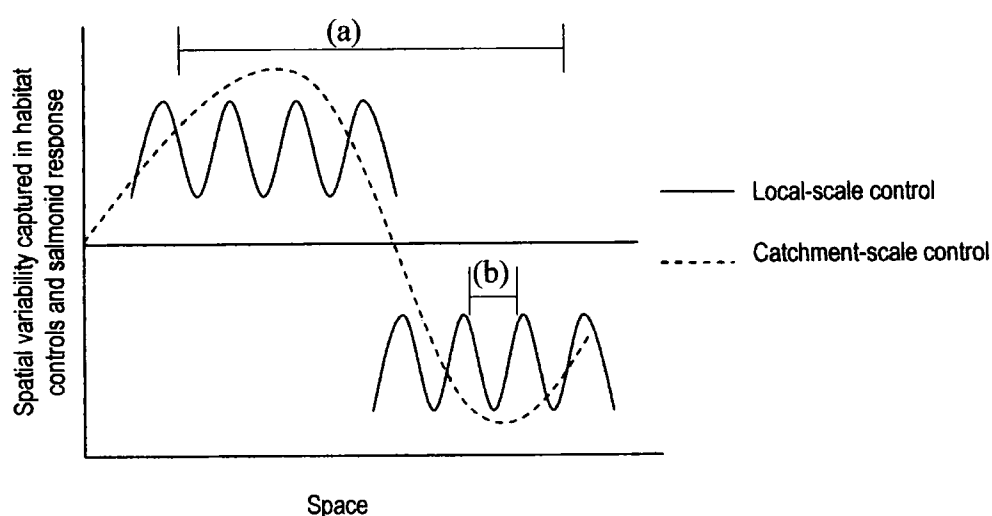 (a)
Spatial variability captured in habitat
controls and salmonid response
Local-scale control
Catchment-scale control
(b)
Space